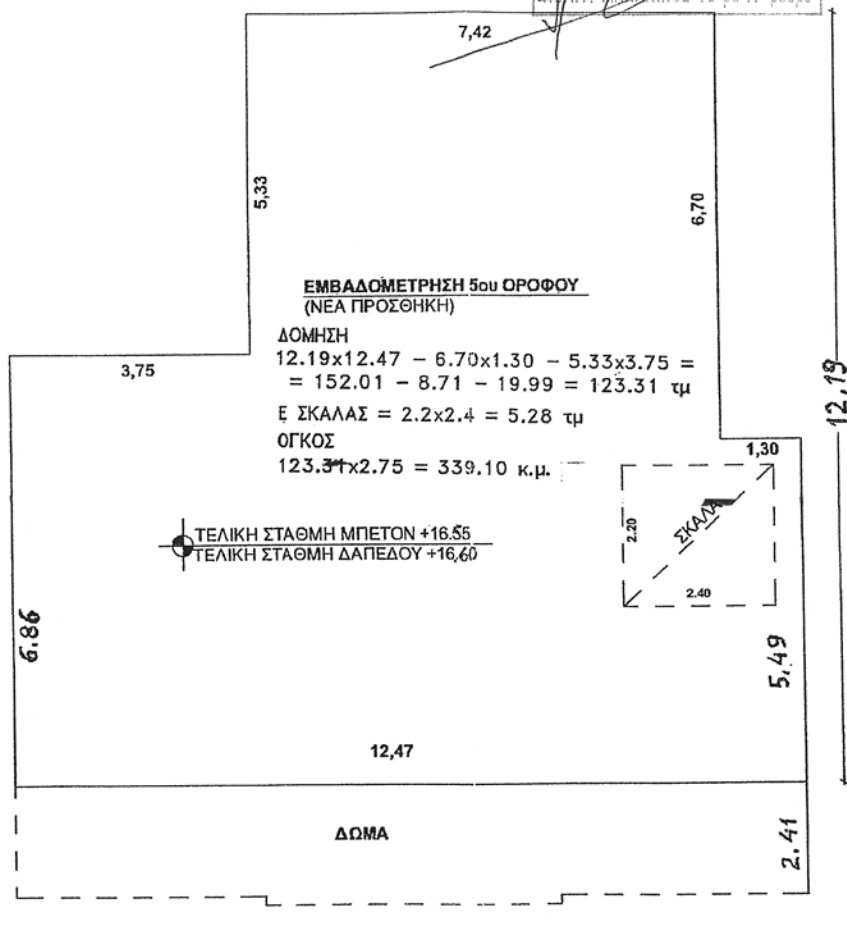 7,42
5,33
6,70
ΕΜΒΑΔΟΜΕΤΡΗΣΗ 5ου ΟΡΟΦΟΥ
(ΝΕΑ ΠΡΟΣΘΗΚΗ)
ΔΟΜΗΣΗ
12.19x12.47 - 6.70x1.30 - 5.33x3.75 =
= 152.01 - 8.71 - 19.99 = 123.31 τμ
Ε ΣΚΑΛΑΣ = 2.2x2.4 = 5.28 τμ
ΟΓΚΟΣ
123.31x2.75 = 339.10 κ.μ.
3,75
12.19
1,30
ΣΚΑΛΑ
2.20
2.40
ΤΕΛΙΚΗ ΣΤΑΘΜΗ ΜΠΕΤΟΝ +16.55
ΤΕΛΙΚΗ ΣΤΑΘΜΗ ΔΑΠΕΔΟΥ +16,60
6.86
5.49
12,47
ΔΩΜΑ
2.41